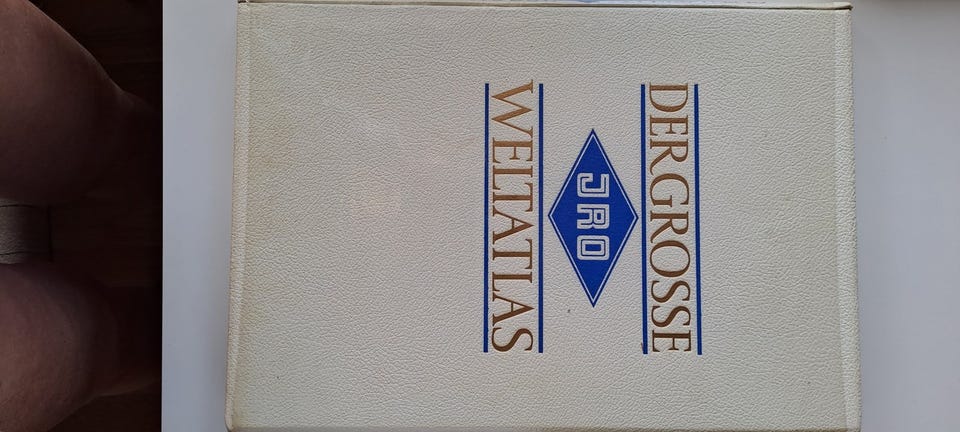 DER GROSSE
JRO
WELTATLAS